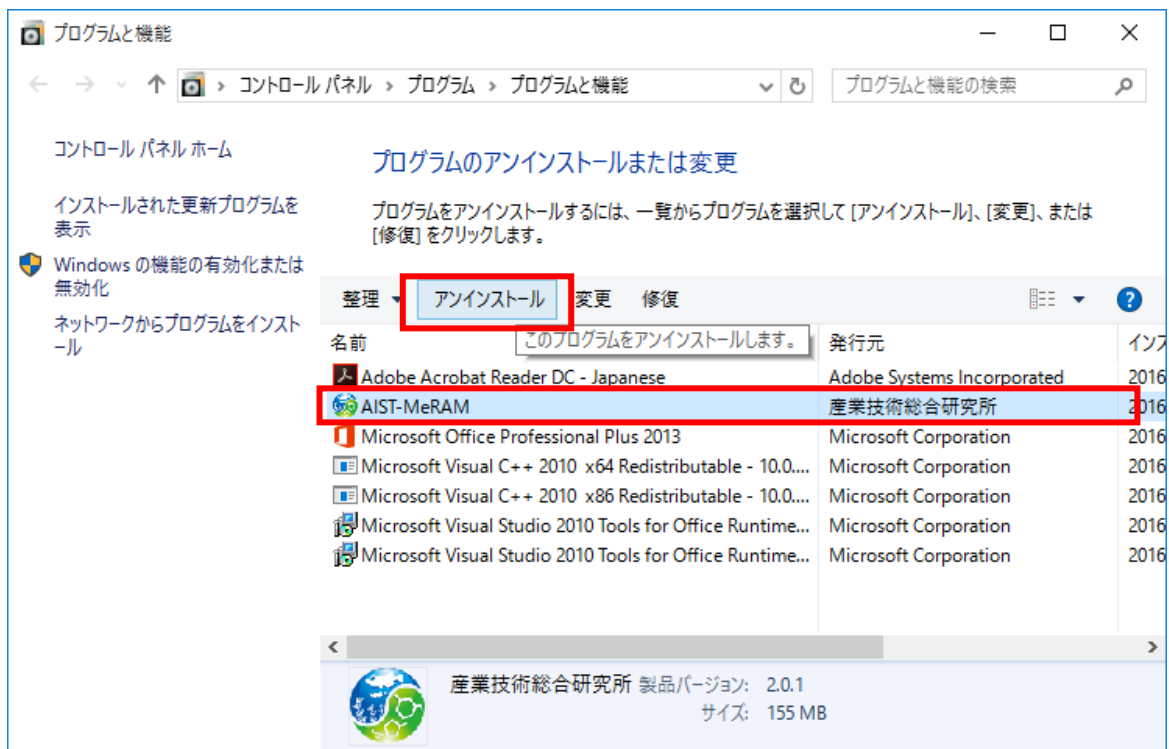 プログラムと機能
コントロール パネル › プログラム › プログラムと機能
プログラムと機能の検索
コントロール パネル ホーム
インストールされた更新プログラムを
表示
Windows の機能の有効化または
無効化
ネットワークからプログラムをインスト
ール
プログラムのアンインストールまたは変更
プログラムをアンインストールするには、一覧からプログラムを選択して [アンインストール]、[変更]、または
[修復] をクリックします。
整理 アンインストール 変更 修復
このプログラムをアンインストールします。
名前 発行元 インス
Adobe Acrobat Reader DC - Japanese Adobe Systems Incorporated 2016
AIST-MeRAM 産業技術総合研究所 2016
Microsoft Office Professional Plus 2013 Microsoft Corporation 2016
Microsoft Visual C++ 2010 x64 Redistributable - 10.0.... Microsoft Corporation 2016
Microsoft Visual C++ 2010 x86 Redistributable - 10.0.... Microsoft Corporation 2016
Microsoft Visual Studio 2010 Tools for Office Runtime... Microsoft Corporation 2016
Microsoft Visual Studio 2010 Tools for Office Runtime... Microsoft Corporation 2016
産業技術総合研究所 製品バージョン: 2.0.1
サイズ: 155 MB